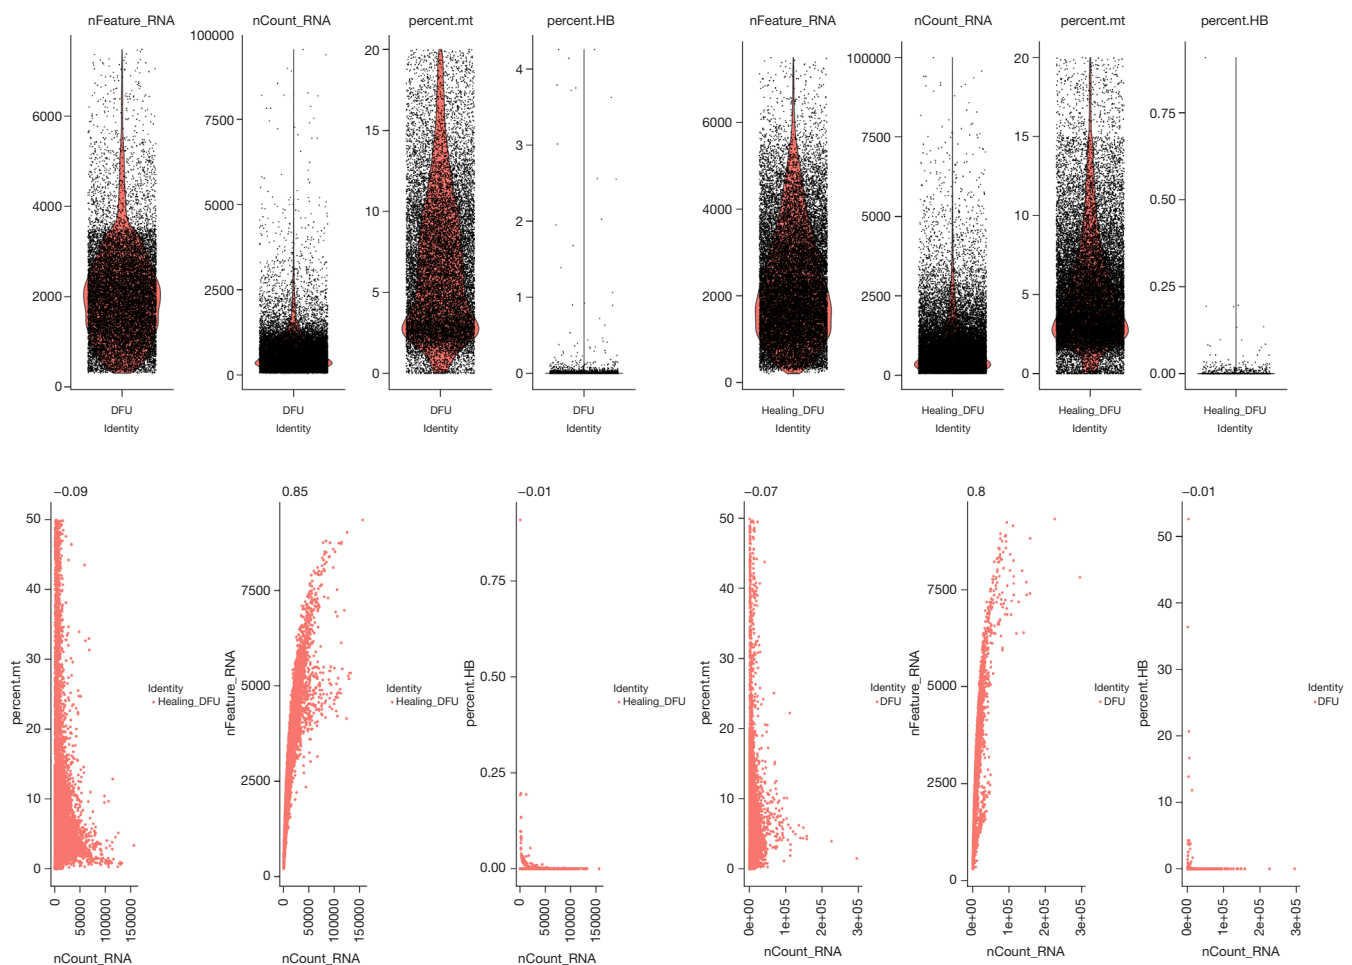 nFeature_RNA
nCount_RNA
percent.mt
percent.HB
nFeature_RNA
nCount_RNA
percent.mt
percent.HB
6000
4000
2000
0
DFU
Identity
100000
7500
5000
2500
0
DFU
Identity
20
15
10
5
0
DFU
Identity
4
3
2
1
0
DFU
Identity
6000
4000
2000
0
Healing_DFU
Identity
100000
7500
5000
2500
0
Healing_DFU
Identity
20
15
10
5
0
Healing_DFU
Identity
0.75
0.50
0.25
0.00
Healing_DFU
Identity
−0.09
percent.mt
50
40
30
20
10
0
0
50000
100000
150000
nCount_RNA
Identity
Healing_DFU
0.85
nFeature_RNA
7500
5000
2500
0
0
50000
100000
150000
nCount_RNA
Identity
Healing_DFU
−0.01
percent.HB
0.75
0.50
0.25
0.00
0
50000
100000
150000
nCount_RNA
Identity
Healing_DFU
−0.07
percent.mt
50
40
30
20
10
0
0e+00
1e+05
2e+05
3e+05
nCount_RNA
Identity
DFU
0.8
nFeature_RNA
7500
5000
2500
0
0e+00
1e+05
2e+05
3e+05
nCount_RNA
Identity
DFU
−0.01
percent.HB
50
40
30
20
10
0
0e+00
1e+05
2e+05
3e+05
nCount_RNA
Identity
DFU